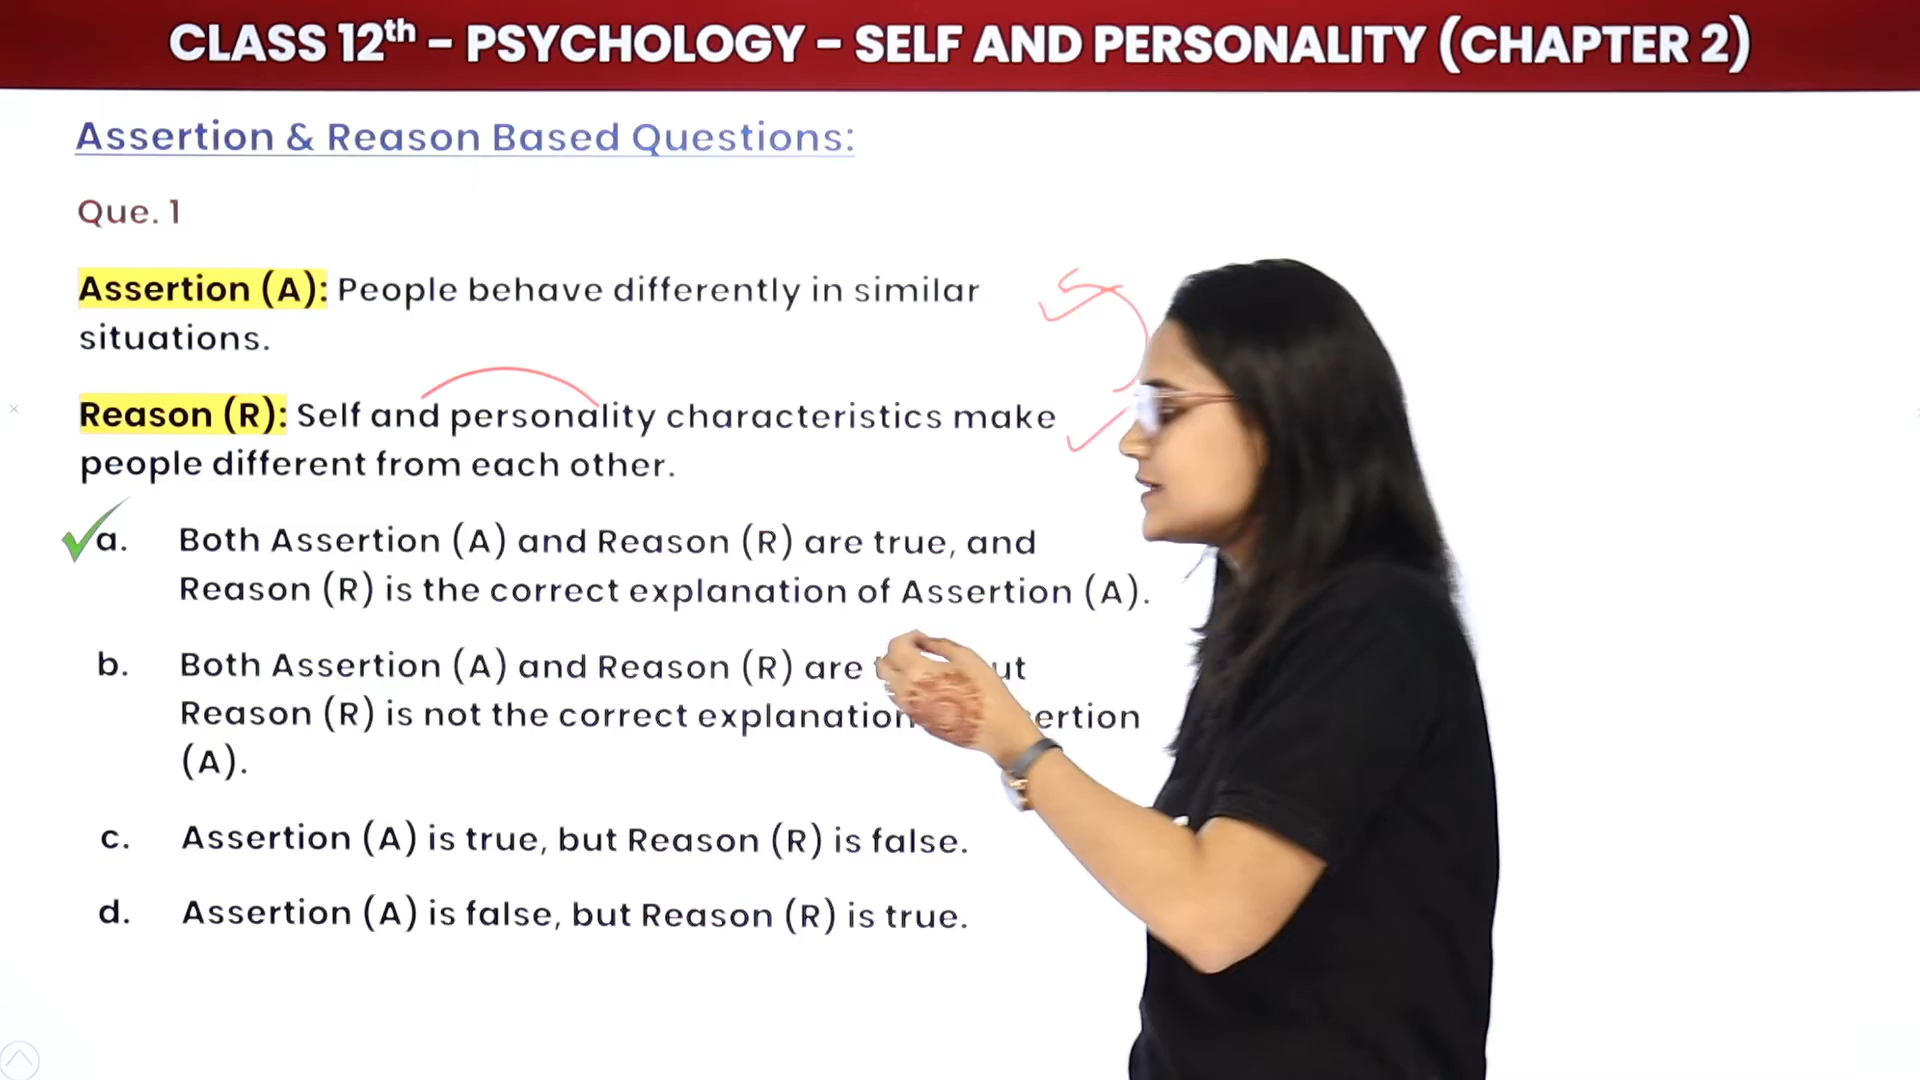 CLASS 12th - PSYCHOLOGY - SELF AND PERSONALITY (CHAPTER 2)
Assertion & Reason Based Questions:
Que. 1
Assertion (A): People behave differently in similar
situations.
Reason (R): Self and personality characteristics make
people different from each other.
a. Both Assertion (A) and Reason (R) are true, and
Reason (R) is the correct explanation of Assertion (A).
b. Both Assertion (A) and Reason (R) are
Reason (R) is not the correct explanation
(A).
c. Assertion (A) is true, but Reason (R) is false.
d. Assertion (A) is false, but Reason (R) is true.